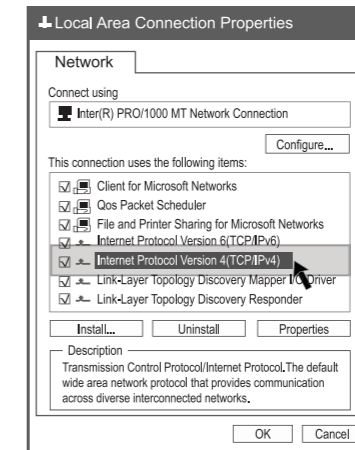 Local Area Connection Properties
Network
Connect using
Inter(R) PRO/1000 MT Network Connection
Configure...
This connection uses the following items:
Client for Microsoft Networks
Qos Packet Scheduler
File and Printer Sharing for Microsoft Networks
Internet Protocol Version 6(TCP/IPv6)
Internet Protocol Version 4(TCP/IPv4)
Link-Layer Topology Discovery Mapper I/O Driver
Link-Layer Topology Discovery Responder
Install... Uninstall Properties
Description
Transmission Control Protocol/Internet Protocol.The default
wide area network protocol that provides communication
across diverse interconnected networks.
OK Cancel